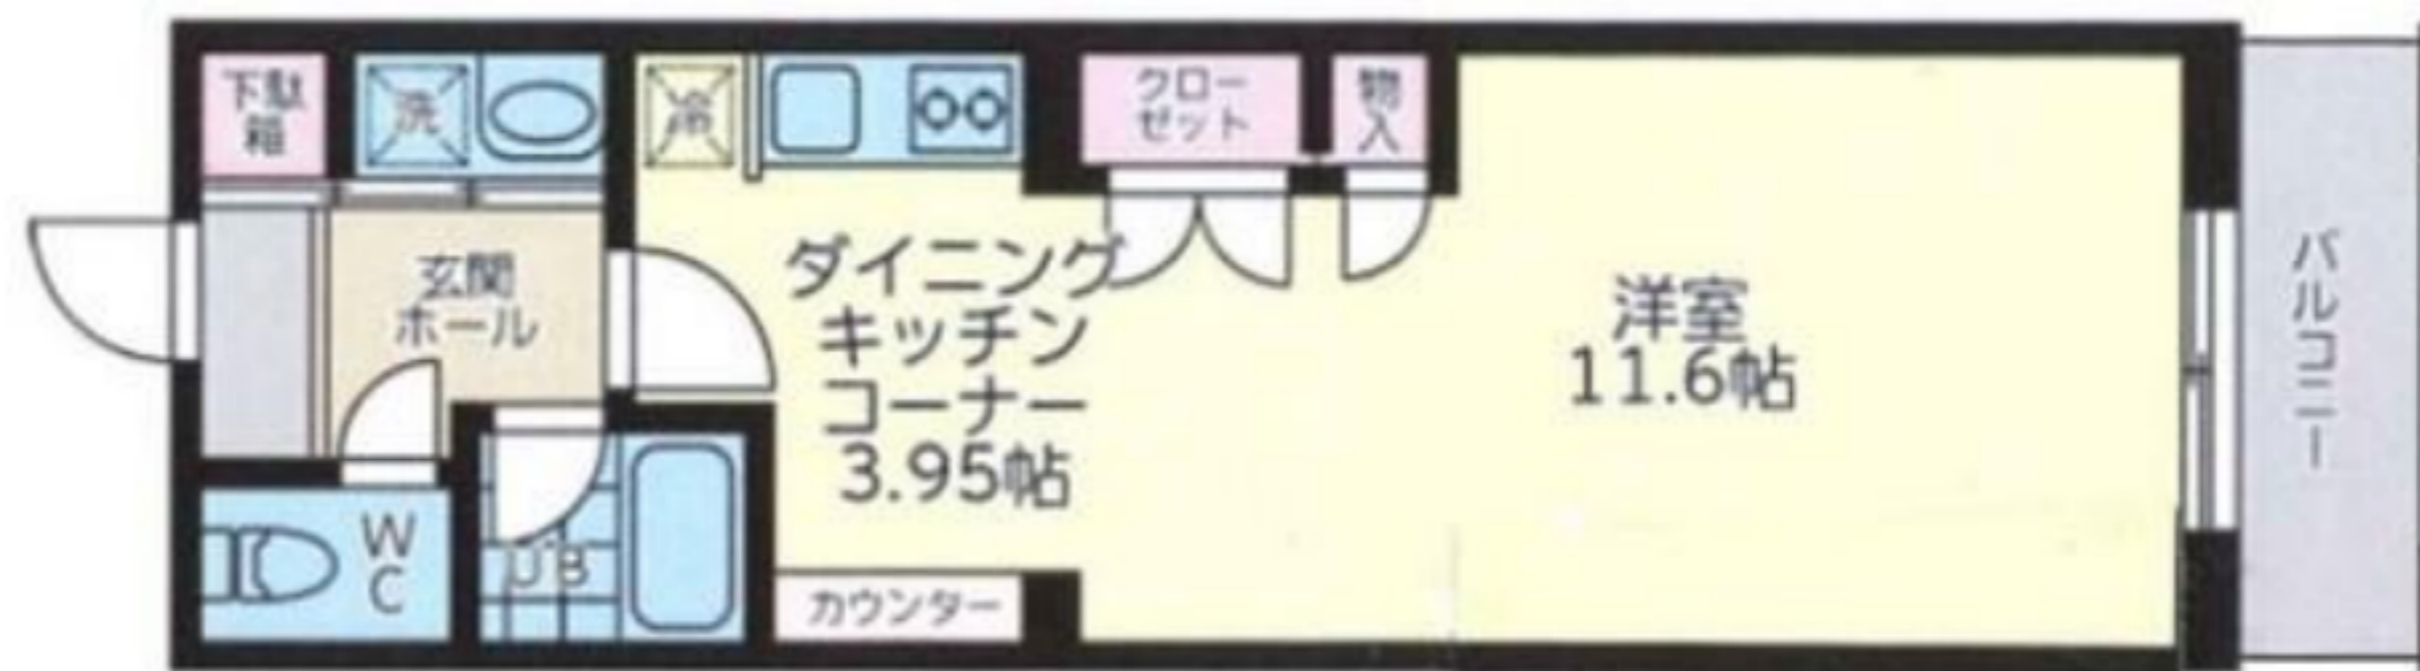 下駄
箱
洗
冷
クロー
ゼット
物
入
玄関
ホール
ダイニング
キッチン
コーナー
3.95帖
洋室
11.6帖
バルコニー
W
C
UB
カウンター